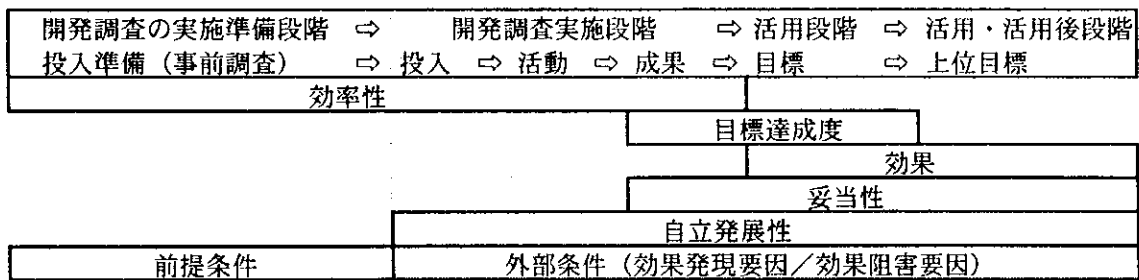 開発調査の実施準備段階 ⇨ 開発調査実施段階 ⇨ 活用段階 ⇨ 活用・活用後段階
投入準備（事前調査） ⇨ 投入 ⇨ 活動 ⇨ 成果 ⇨ 目標 ⇨ 上位目標
効率性
目標達成度
効果
妥当性
自立発展性
前提条件 外部条件（効果発現要因／効果阻害要因）